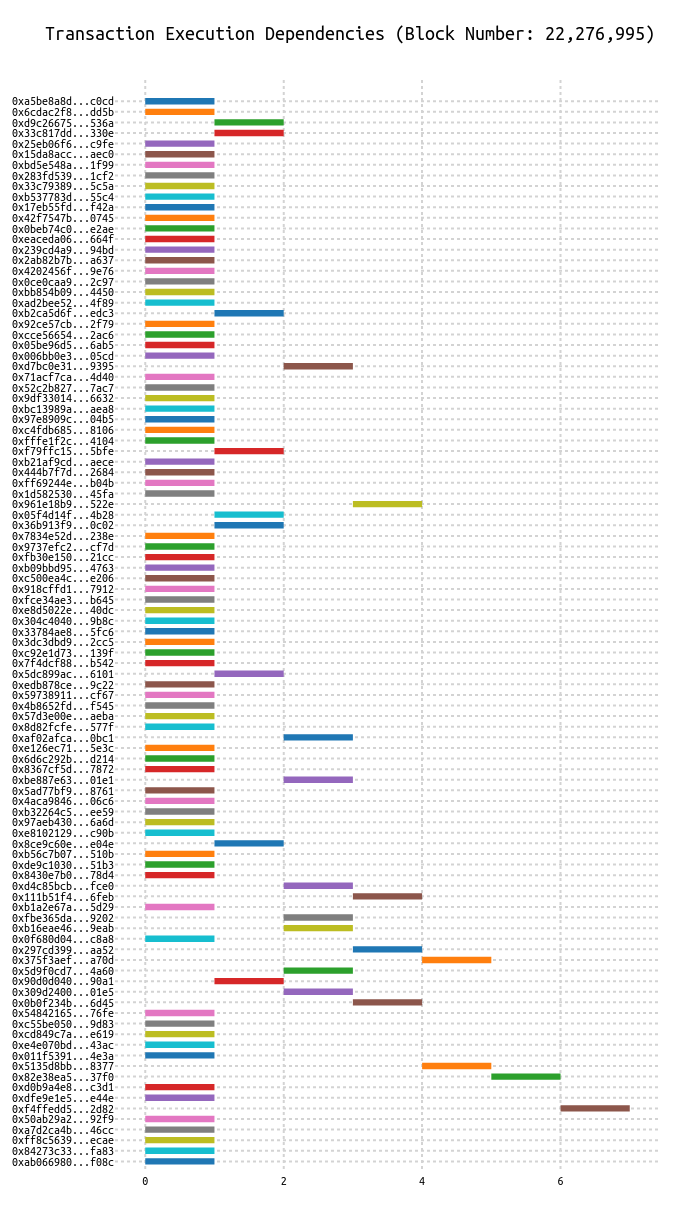 Transaction Execution Dependencies (Block Number: 22,276,995)
0xa5be8a8d...c0cd
0x6cdac2f8...dd5b
0xd9c26675...536a
0x33c817dd...330e
0x25eb06f6...c9fe
0x15da8acc...aec0
0xbd5e548a...1f99
0x283fd539...1cf2
0x33c79389...5c5a
0xb537783d...55c4
0x17eb55fd...f42a
0x42f7547b...0745
0x0beb74c0...e2ae
0xeaceda06...664f
0x239cd4a9...94bd
0x2ab82b7b...a637
0x4202456f...9e76
0x0ce0caa9...2c97
0xbb854b09...4450
0xad2bee52...4f89
0xb2ca5d6f...edc3
0x92ce57cb...2f79
0xcce56654...2ac6
0x05be96d5...6ab5
0x006bb0e3...05cd
0xd7bc0e31...9395
0x71acf7ca...4d40
0x52c2b827...7ac7
0x9df33014...6632
0xbc13989a...aea8
0x97e8909c...04b5
0xc4fdb685...8106
0xfffe1f2c...4104
0xf79ffc15...5bfe
0xb21af9cd...aece
0x444b7f7d...2684
0xff69244e...b04b
0x1d582530...45fa
0x961e18b9...522e
0x05f4d14f...4b28
0x36b913f9...0c02
0x7834e52d...238e
0x9737efc2...cf7d
0xfb30e150...21cc
0xb09bbd95...4763
0xc500ea4c...e206
0x918cffd1...7912
0xfce34ae3...b645
0xe8d5022e...40dc
0x304c4040...9b8c
0x33784ae8...5fc6
0x3dc3dbd9...2cc5
0xc92e1d73...139f
0x7f4dcf88...b542
0x5dc899ac...6101
0xedb878ce...9c22
0x59738911...cf67
0x4b8652fd...f545
0x57d3e00e...aeba
0x8d82fcfe...577f
0xaf02afca...0bc1
0xe126ec71...5e3c
0x6d6c292b...d214
0x8367cf5d...7872
0xbe887e63...01e1
0x5ad77bf9...8761
0x4aca9846...06c6
0xb32264c5...ee59
0x97aeb430...6a6d
0xe8102129...c90b
0x8ce9c60e...e04e
0xb56c7b07...510b
0xde9c1030...51b3
0x8430e7b0...78d4
0xd4c85bcb...fce0
0x111b51f4...6feb
0xb1a2e67a...5d29
0xfbe365da...9202
0xb16eae46...9eab
0x0f680d04...c8a8
0x297cd399...aa52
0x375f3aef...a70d
0x5d9f0cd7...4a60
0x90d0d040...90a1
0x309d2400...01e5
0x0b0f234b...6d45
0x54842165...76fe
0xc55be050...9d83
0xcd849c7a...e619
0xe4e070bd...43ac
0x011f5391...4e3a
0x5135d8bb...8377
0x82e38ea5...37f0
0xd0b9a4e8...c3d1
0xdfe9e1e5...e44e
0xf4ffedd5...2d82
0x50ab29a2...92f9
0xa7d2ca4b...46cc
0xff8c5639...ecae
0x84273c33...fa83
0xab066980...f08c
0 2 4 6